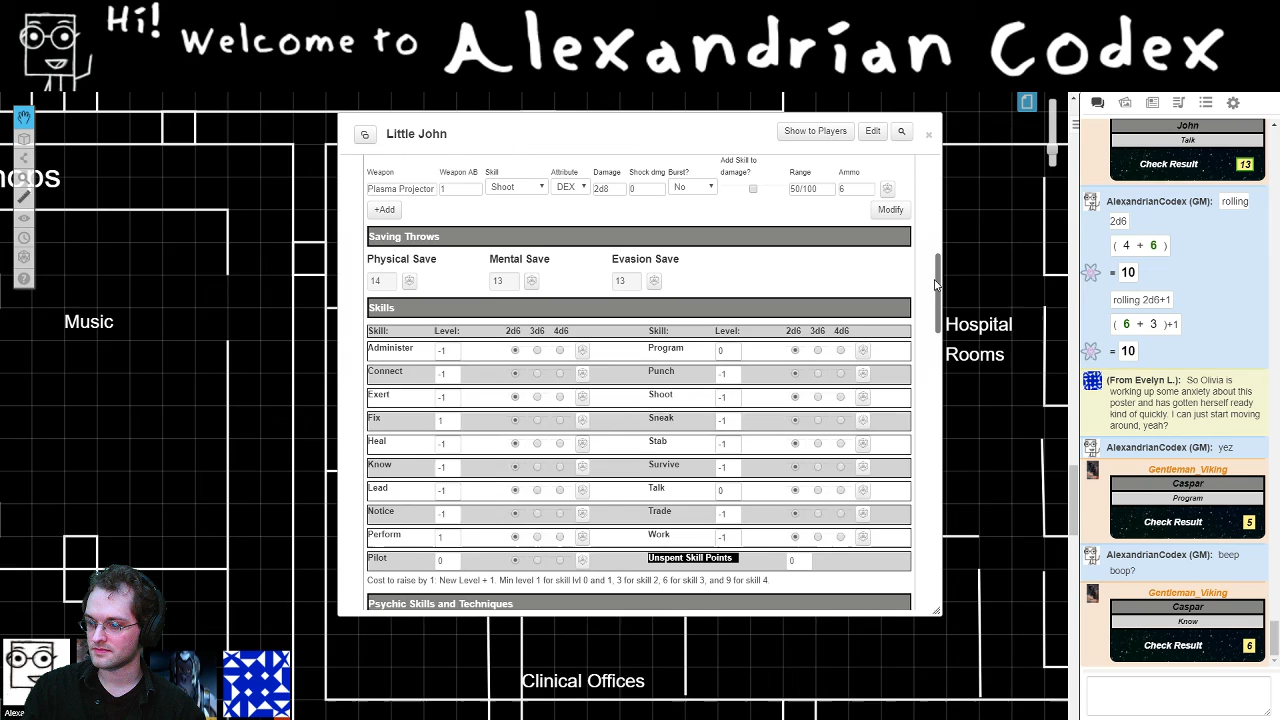 Hi! Welcome to Alexandrian Codex
hops
Music
Hospital
Rooms
Clinical Offices
Little John
Show to Players
Edit
Weapon Weapon AB Skill Attribute Damage Shock dmg Burst? Add Skill to damage? Range Ammo
Plasma Projector 1 Shoot DEX 2d8 0 No 50/100 6
+Add
Modify
Saving Throws
Physical Save Mental Save Evasion Save
14 13 13
Skills
Skill: Level: 2d6 3d6 4d6 Skill: Level: 2d6 3d6 4d6
Administer -1 Program 0
Connect -1 Punch -1
Exert -1 Shoot -1
Fix 1 Sneak -1
Heal -1 Stab -1
Know -1 Survive -1
Lead -1 Talk 0
Notice -1 Trade -1
Perform 1 Work -1
Pilot 0 Unspent Skill Points 0
Cost to raise by 1: New Level + 1. Min level 1 for skill lvl 0 and 1, 3 for skill 2, 6 for skill 3, and 9 for skill 4.
Psychic Skills and Techniques
John
Talk
Check Result 13
AlexandrianCodex (GM): rolling
2d6
( 4 + 6 )
= 10
rolling 2d6+1
( 6 + 3 )+1
= 10
(From Evelyn L.): So Olivia is
working up some anxiety about this
poster and has gotten herself ready
kind of quickly. I can just start moving
around, yeah?
AlexandrianCodex (GM): yez
Gentleman_Viking
Caspar
Program
Check Result 5
AlexandrianCodex (GM): beep
boop?
Gentleman_Viking
Caspar
Know
Check Result 6
Alexa